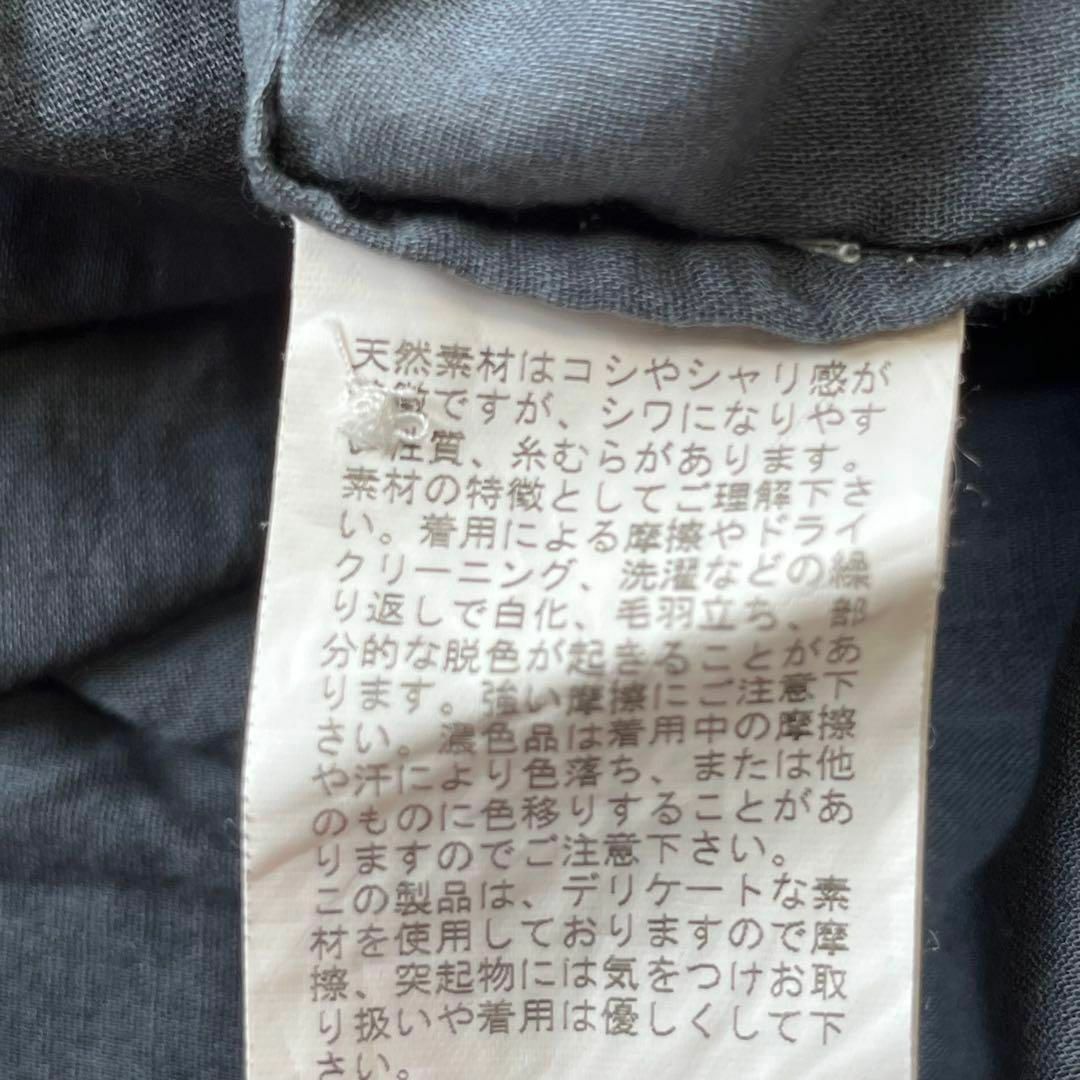 天然素材はコシやシャリ感が
徴ですが、シワになりやす
い性質、糸むらがあります。
素材の特徴としてご理解下さ
い。着用による摩擦やドライ
クリーニング、洗濯などの繰
り返しで白化、毛羽立ち、部
分的な脱色が起きることがあ
ります。強い摩擦にご注意下
さい。濃色品は着用中の摩擦
や汗により色落ち、または他
のものに色移りすることがあ
りますのでご注意下さい。
この製品は、デリケートな素
材を使用しておりますので摩
擦、突起物には気をつけお取
り扱いや着用は優しくして下
さい。